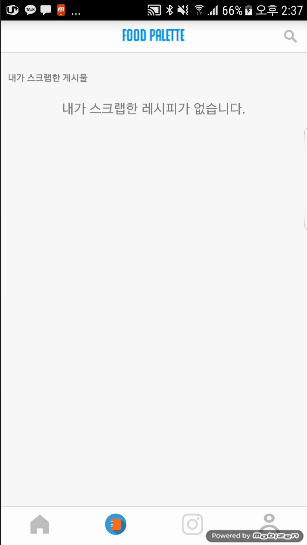 66% 오후 2:37
FOOD PALETTE
내가 스크랩한 게시물
내가 스크랩한 레시피가 없습니다.
Powered by Mobizen